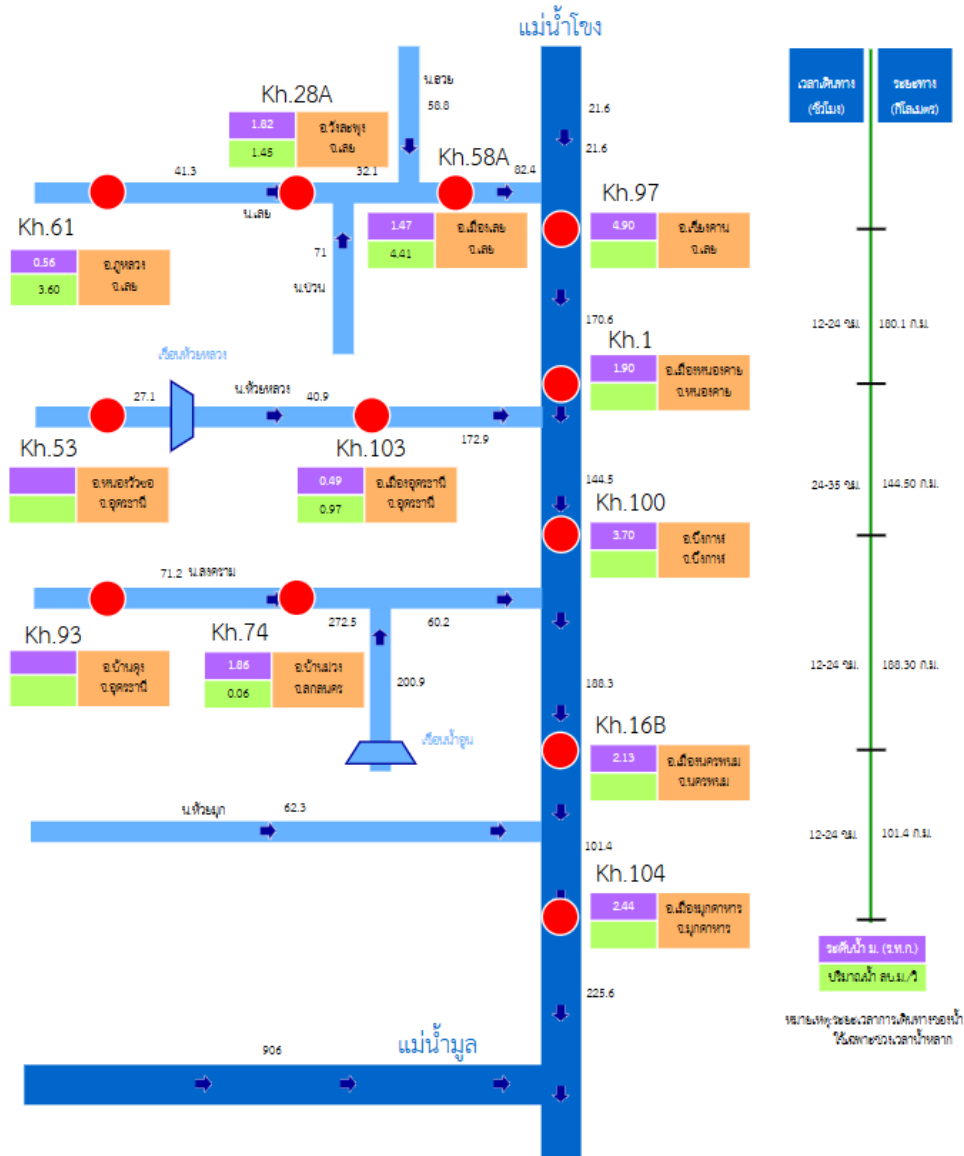 แม่น้ำโขง
น.สวย
58.8
21.6
21.6
Kh.28A
1.82
1.45
อ.วังสะพุง
จ.เลย
41.3
น.เลย
32.1
Kh.58A
82.4
1.47
4.41
อ.เมืองเลย
จ.เลย
Kh.61
0.56
3.60
อ.ภูหลวง
จ.เลย
71
น.ปวน
Kh.97
4.90
อ.เชียงคาน
จ.เลย
170.6
Kh.1
1.90
อ.เมืองหนองคาย
จ.หนองคาย
เขื่อนห้วยหลวง
27.1
น.ห้วยหลวง
40.9
172.9
Kh.53
อ.หนองวัวซอ
จ.อุดรธานี
Kh.103
0.49
0.97
อ.เมืองอุดรธานี
จ.อุดรธานี
144.5
Kh.100
3.70
อ.บึงกาฬ
จ.บึงกาฬ
71.2
น.สงคราม
272.5
60.2
Kh.93
อ.บ้านดุง
จ.อุดรธานี
Kh.74
1.86
0.06
อ.บ้านม่วง
จ.สกลนคร
200.9
เขื่อนน้ำอูน
188.3
Kh.16B
2.13
อ.เมืองนครพนม
จ.นครพนม
น.ห้วยมุก
62.3
101.4
Kh.104
2.44
อ.เมืองมุกดาหาร
จ.มุกดาหาร
225.6
906
แม่น้ำมูล
เวลาเดินทาง
(ชั่วโมง)
ระยะทาง
(กิโลเมตร)
12-24 ชม.
180.1 ก.ม.
24-35 ชม.
144.50 ก.ม.
12-24 ชม.
188.30 ก.ม.
12-24 ชม.
101.4 ก.ม.
ระดับน้ำ ม. (ร.ท.ก.)
ปริมาณน้ำ ลบ.ม./วิ
หมายเหตุ:ระยะเวลาการเดินทางของน้ำ
ใช้เฉพาะช่วงเวลาน้ำหลาก